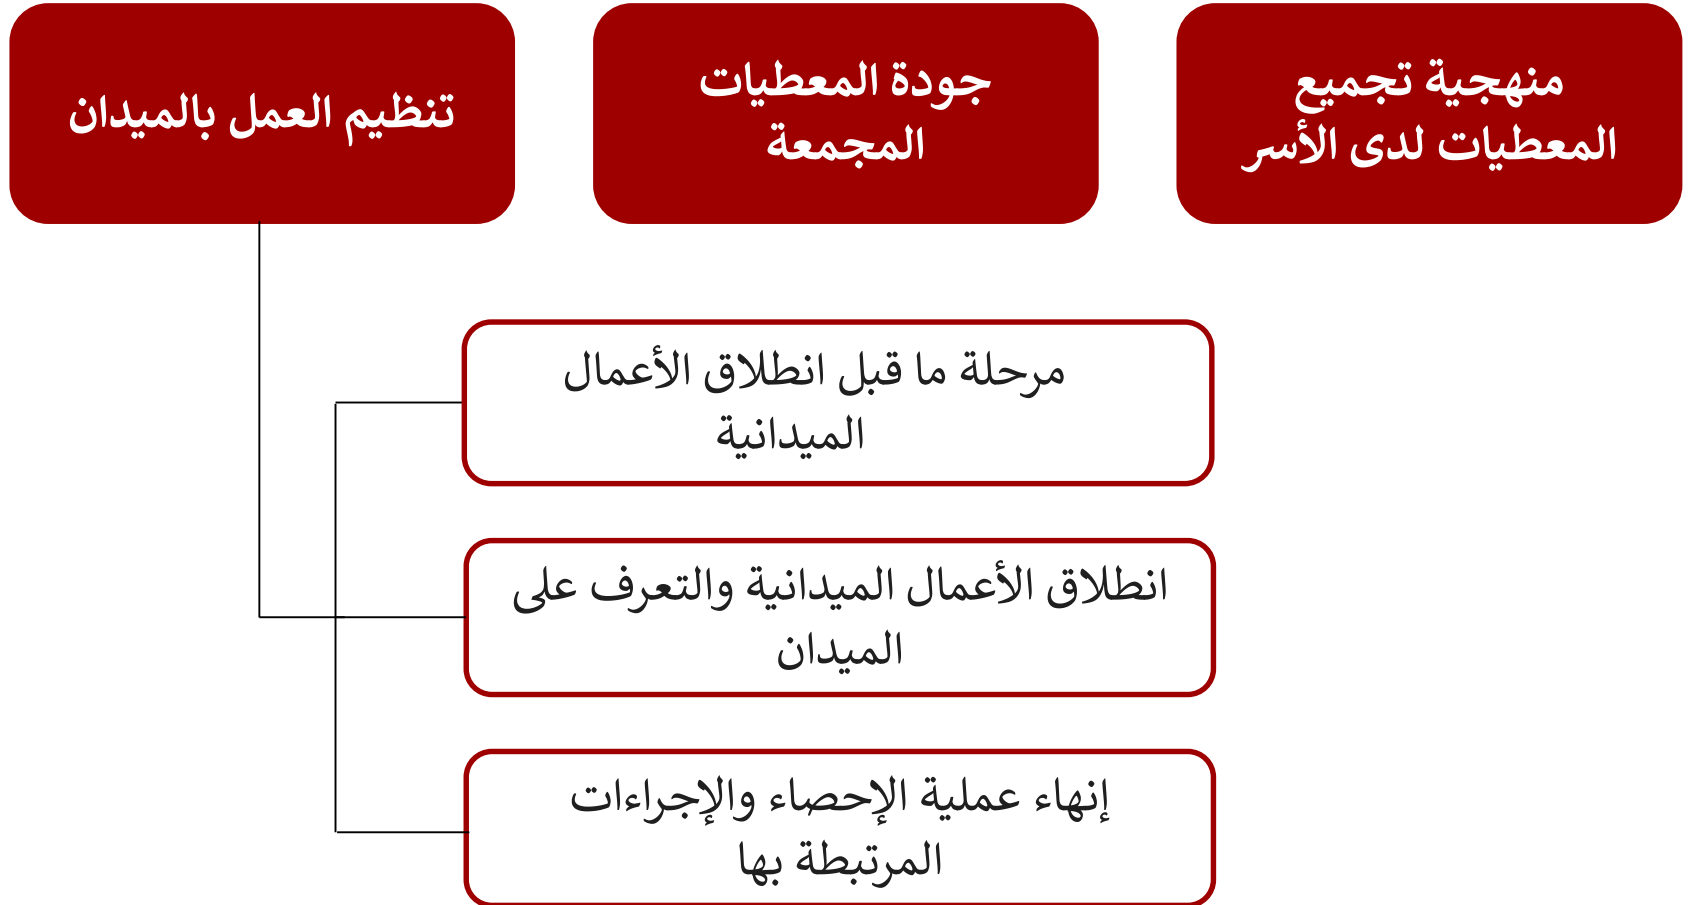 منهجية تجميع
المعطيات لدى الأسر
جودة المعطيات
المجمعة
تنظيم العمل بالميدان
مرحلة ما قبل انطلاق الأعمال
الميدانية
انطلاق الأعمال الميدانية والتعرف على
الميدان
إنهاء عملية الإحصاء والإجراءات
المرتبطة بها